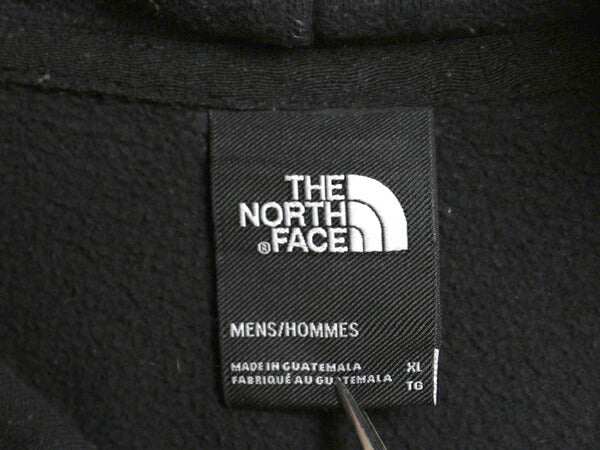 THE
NORTH
® FACE
MENS/HOMMES
MADE IN GUATEMALA XL
FABRIQUÉ AU GUATEMALA TG